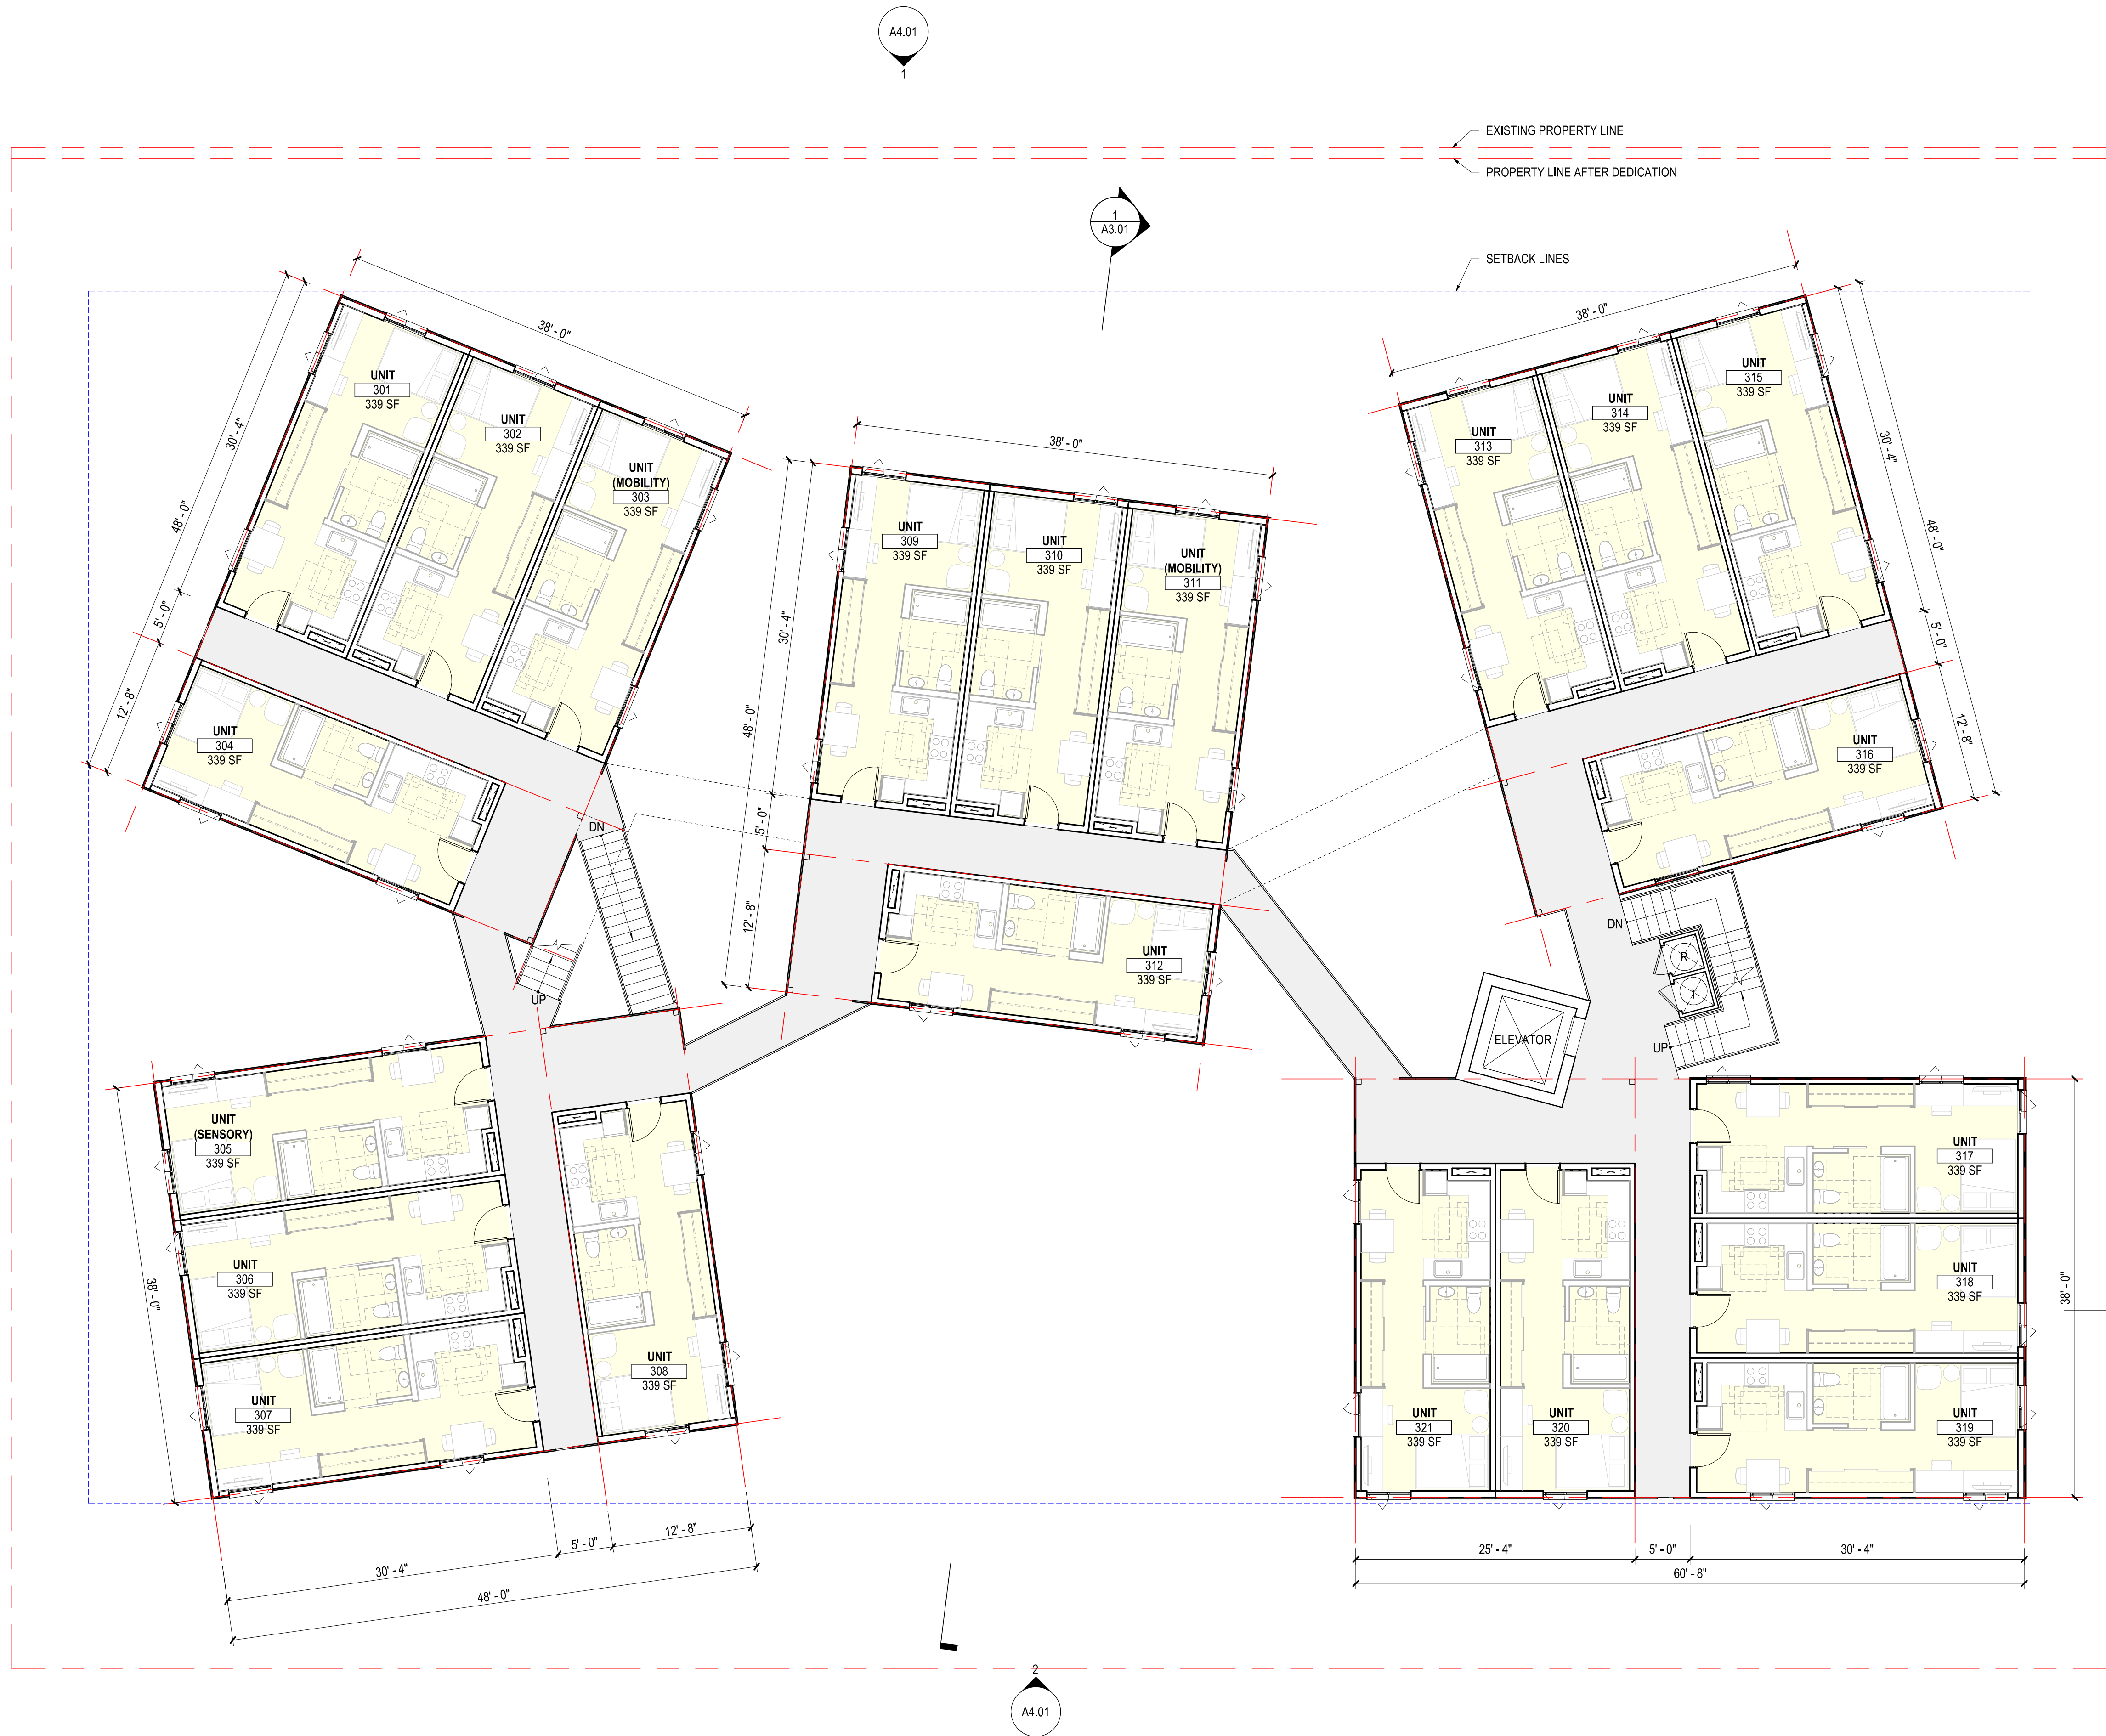 A4.01
1
EXISTING PROPERTY LINE
PROPERTY LINE AFTER DEDICATION
1
A3.01
SETBACK LINES
38' - 0"
30' - 4"
48' - 0"
5' - 0"
12' - 8"
UNIT
301
339 SF
UNIT
302
339 SF
UNIT
(MOBILITY)
303
339 SF
UNIT
304
339 SF
DN
UP
38' - 0"
30' - 4"
48' - 0"
5' - 0"
12' - 8"
UNIT
309
339 SF
UNIT
310
339 SF
UNIT
(MOBILITY)
311
339 SF
UNIT
312
339 SF
38' - 0"
30' - 4"
48' - 0"
5' - 0"
12' - 8"
UNIT
313
339 SF
UNIT
314
339 SF
UNIT
315
339 SF
UNIT
316
339 SF
DN
R
T
UP
ELEVATOR
UNIT
(SENSORY)
305
339 SF
UNIT
306
339 SF
UNIT
307
339 SF
UNIT
308
339 SF
38' - 0"
30' - 4"
5' - 0"
12' - 8"
48' - 0"
UNIT
317
339 SF
UNIT
318
339 SF
UNIT
319
339 SF
UNIT
321
339 SF
UNIT
320
339 SF
38' - 0"
25' - 4"
5' - 0"
30' - 4"
60' - 8"
2
A4.01